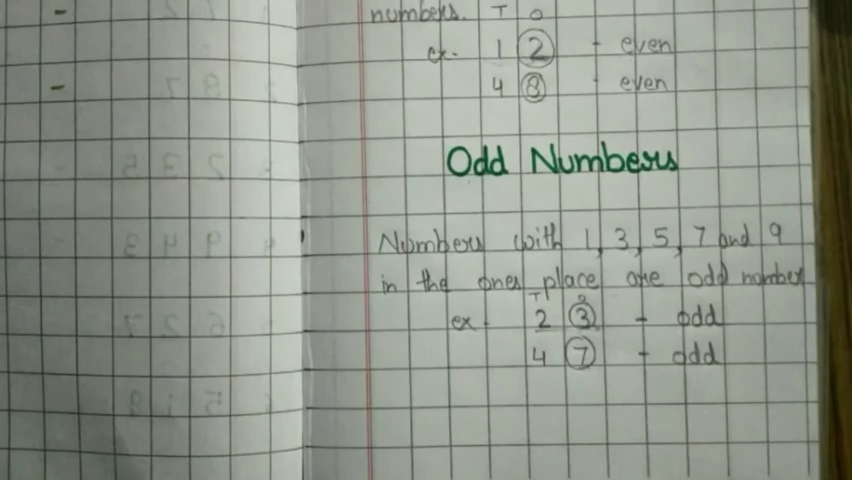 numbers. T O
ex. 1 2 - even
4 8 - even
Odd Numbers
Numbers with 1, 3, 5, 7 and 9
in the ones place are odd number
T O
ex - 2 3 - odd
4 7 - odd